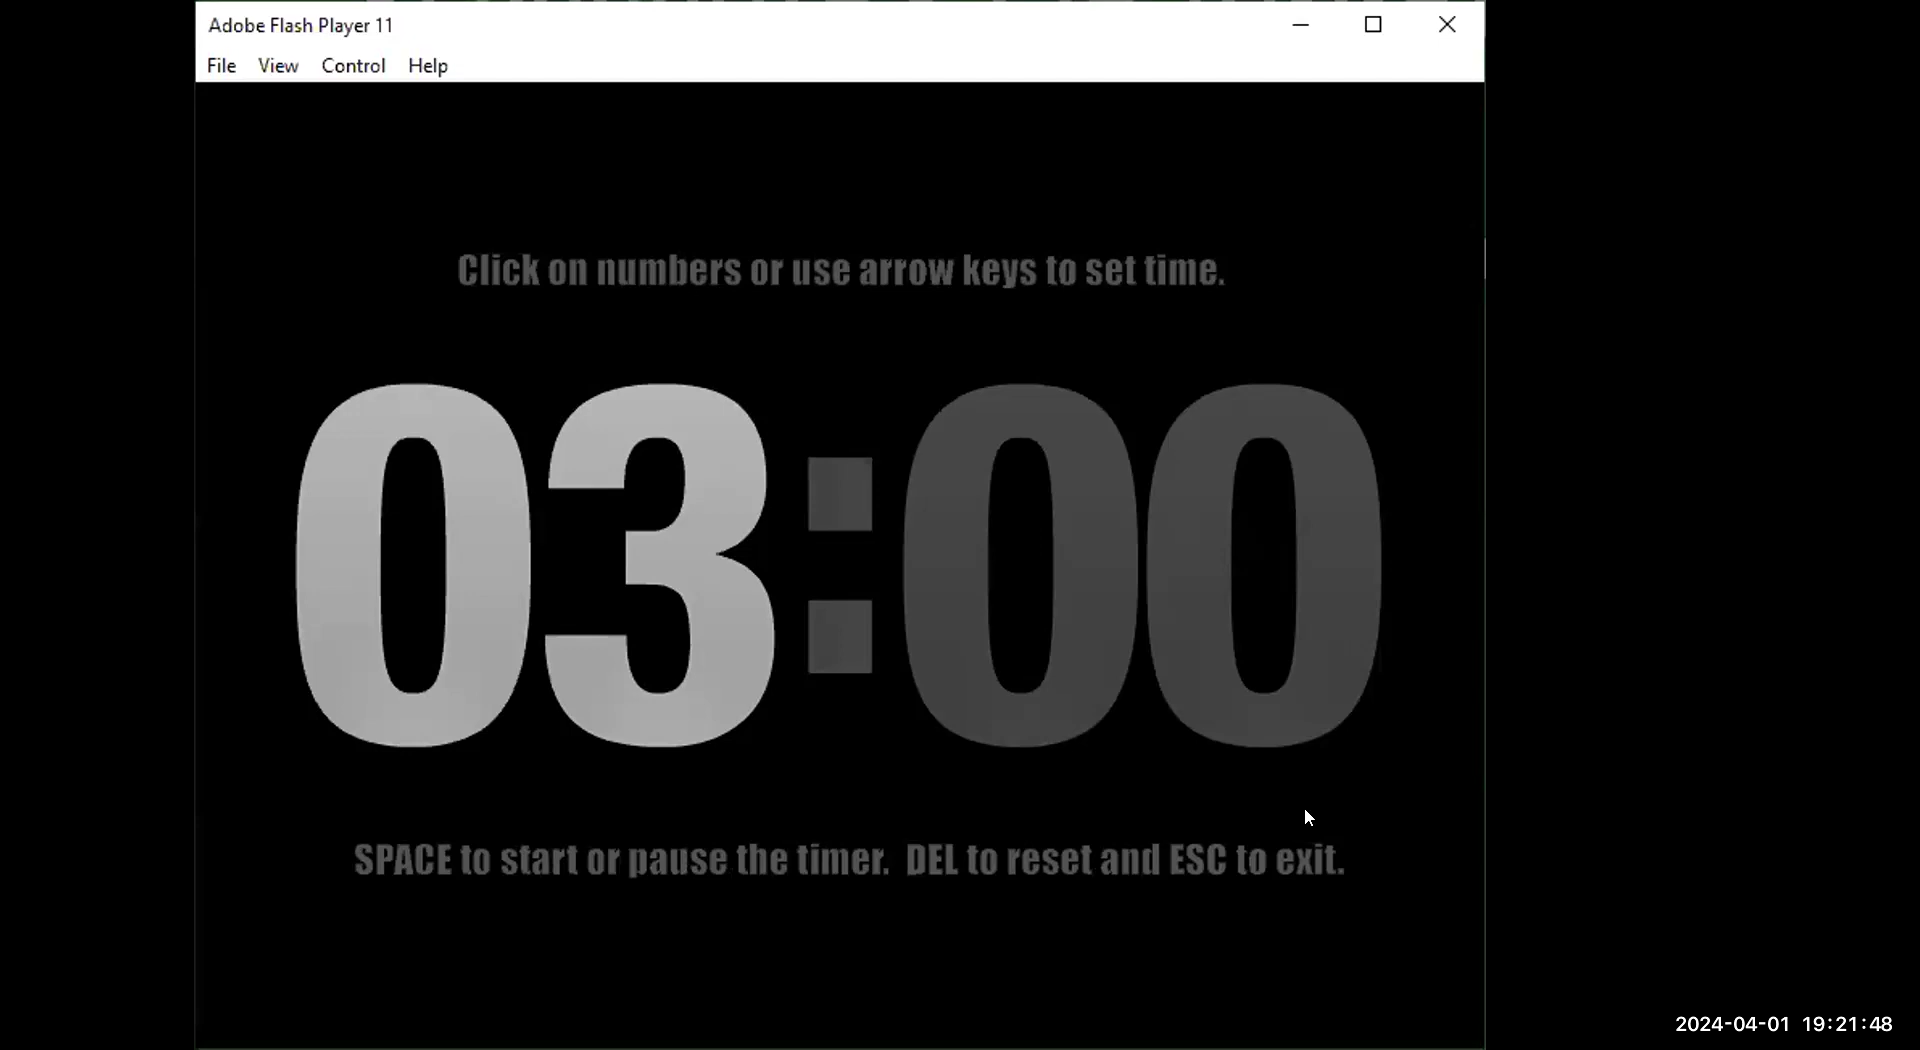 Adobe Flash Player 11
File View Control Help
Click on numbers or use arrow keys to set time.
03:00
SPACE to start or pause the timer. DEL to reset and ESC to exit.
2024-04-01 19:21:48